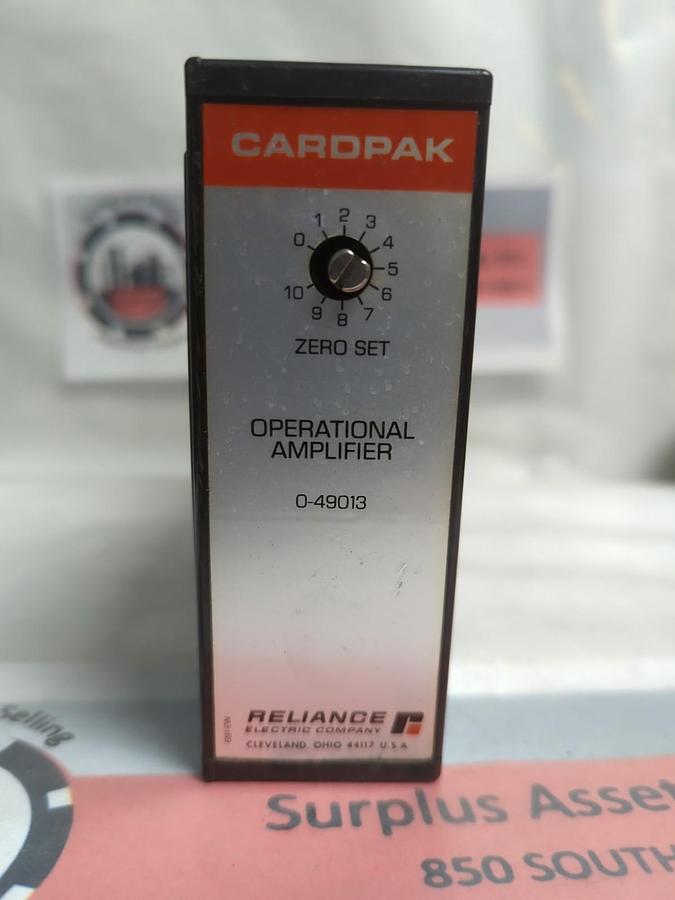 CARDPAK
0 1 2 3 4 5 6 7 8 9 10
ZERO SET
OPERATIONAL
AMPLIFIER
0-49013
RELIANCE
ELECTRIC COMPANY
CLEVELAND, OHIO 44117 U.S.A
Selling
Surplus Asset
850 SOUTH